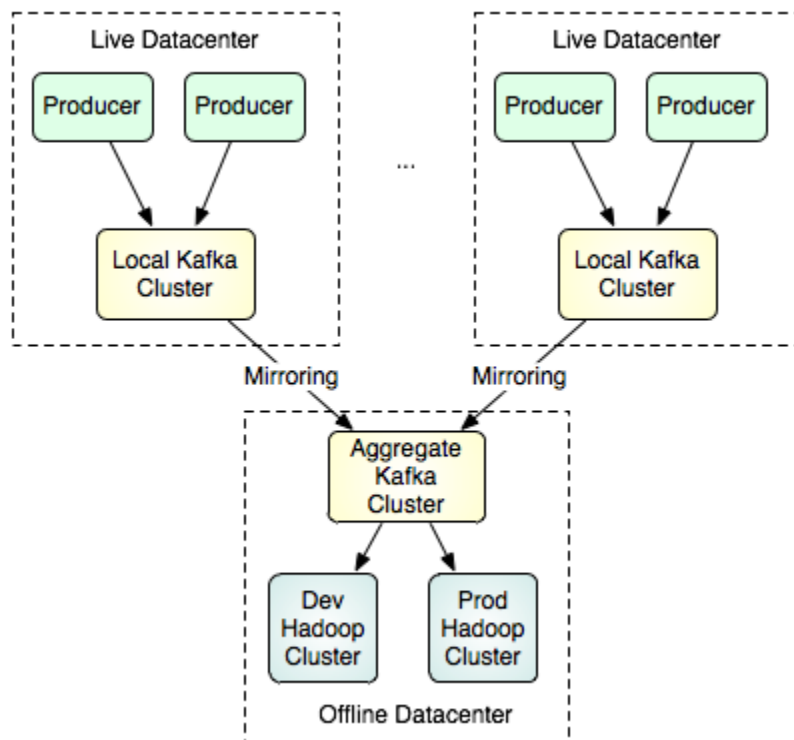 Live Datacenter
Live Datacenter
Producer
Producer
Producer
Producer
...
Local Kafka
Cluster
Local Kafka
Cluster
Mirroring
Mirroring
Aggregate
Kafka
Cluster
Dev
Hadoop
Cluster
Prod
Hadoop
Cluster
Offline Datacenter